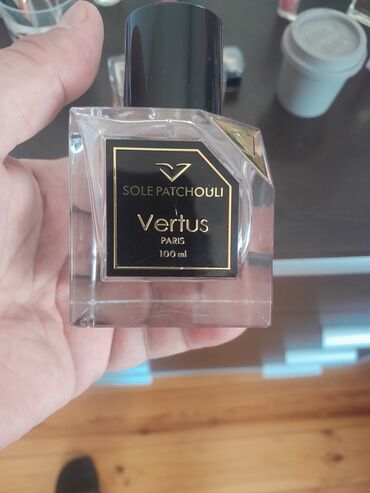 SOLE PATCHOULI
Vertus
PARIS
100 ml